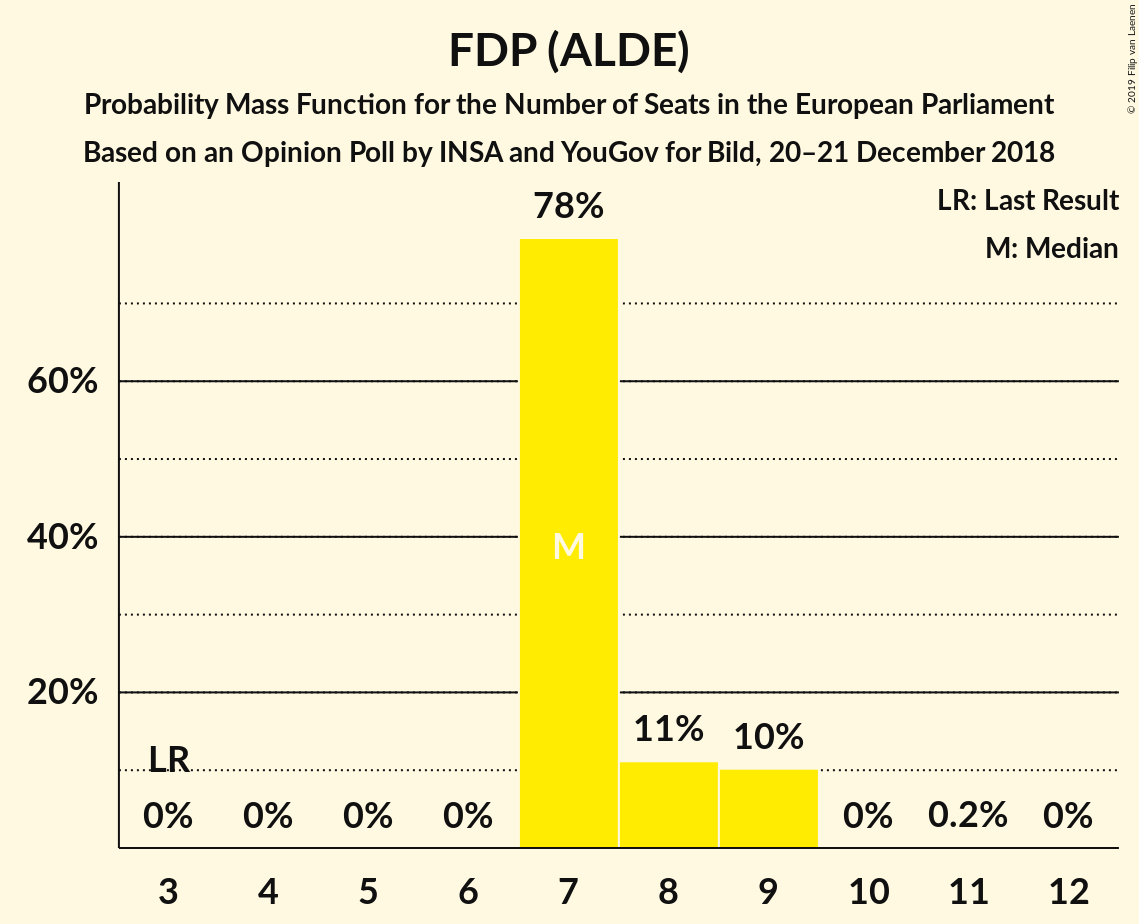 FDP (ALDE)
Probability Mass Function for the Number of Seats in the European Parliament
Based on an Opinion Poll by INSA and YouGov for Bild, 20–21 December 2018
© 2019 Filip van Laenen
LR: Last Result
M: Median
78%
60%
40%
M
20%
11%
10%
LR
0%
0%
0%
0%
0%
0.2%
0%
3
4
5
6
7
8
9
10
11
12